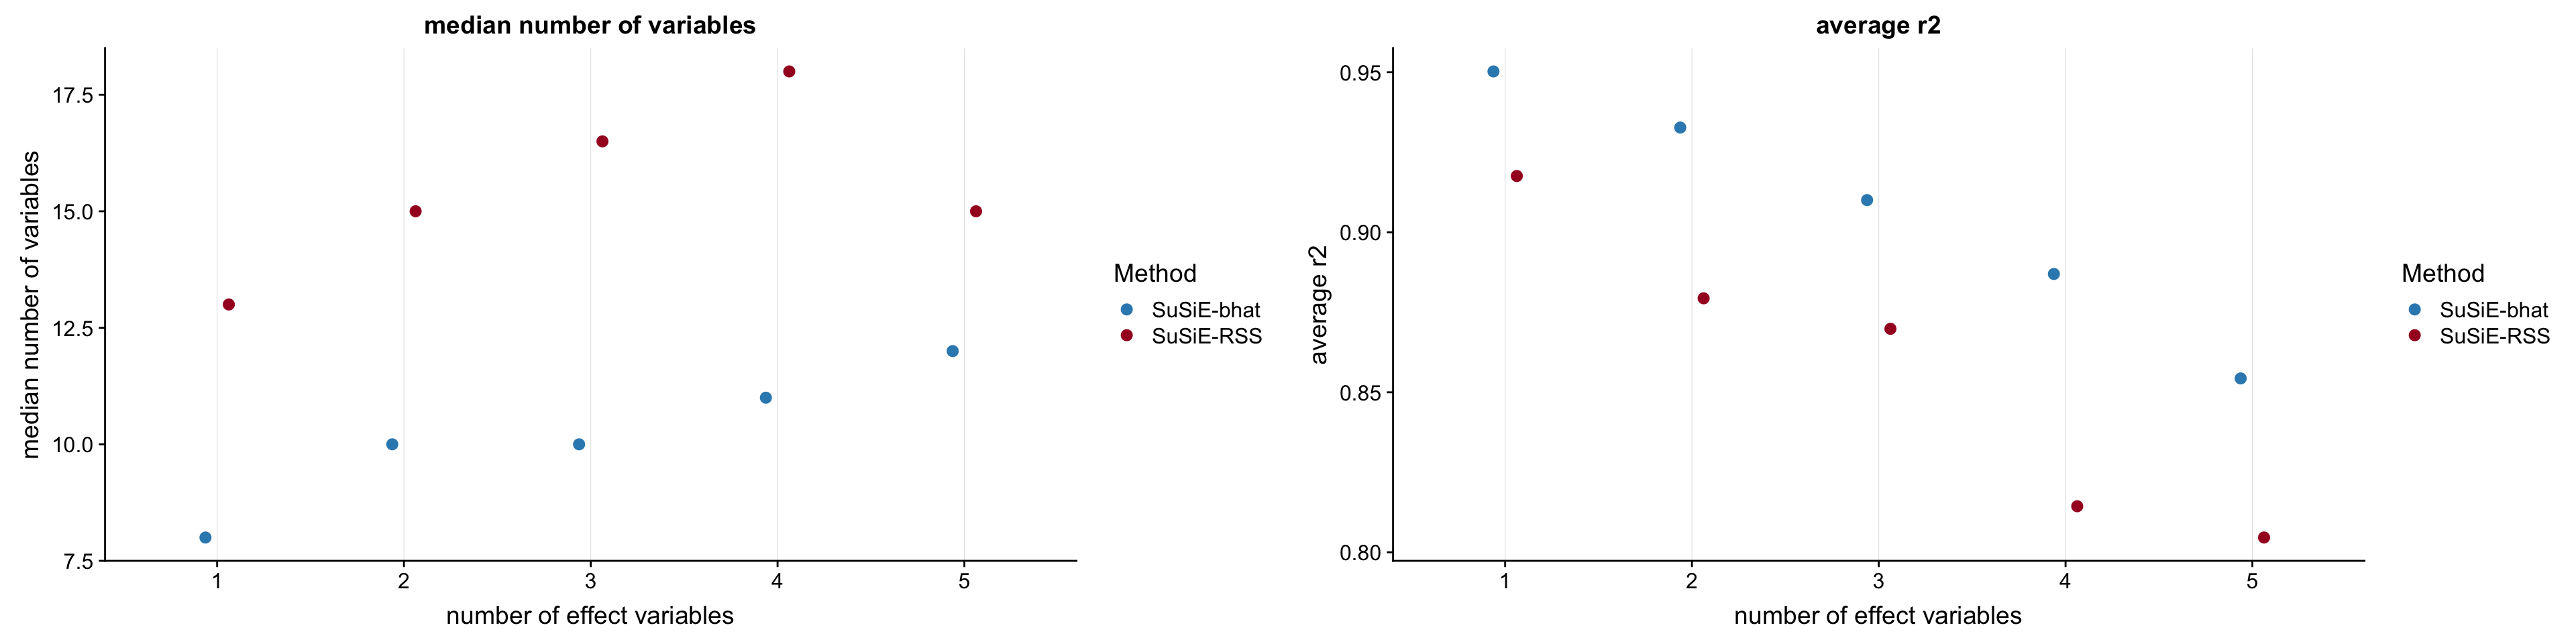 median number of variables
median number of variables
17.5
15.0
12.5
10.0
7.5
1 2 3 4 5
number of effect variables
Method
SuSiE-bhat
SuSiE-RSS
average r2
average r2
0.95
0.90
0.85
0.80
1 2 3 4 5
number of effect variables
Method
SuSiE-bhat
SuSiE-RSS